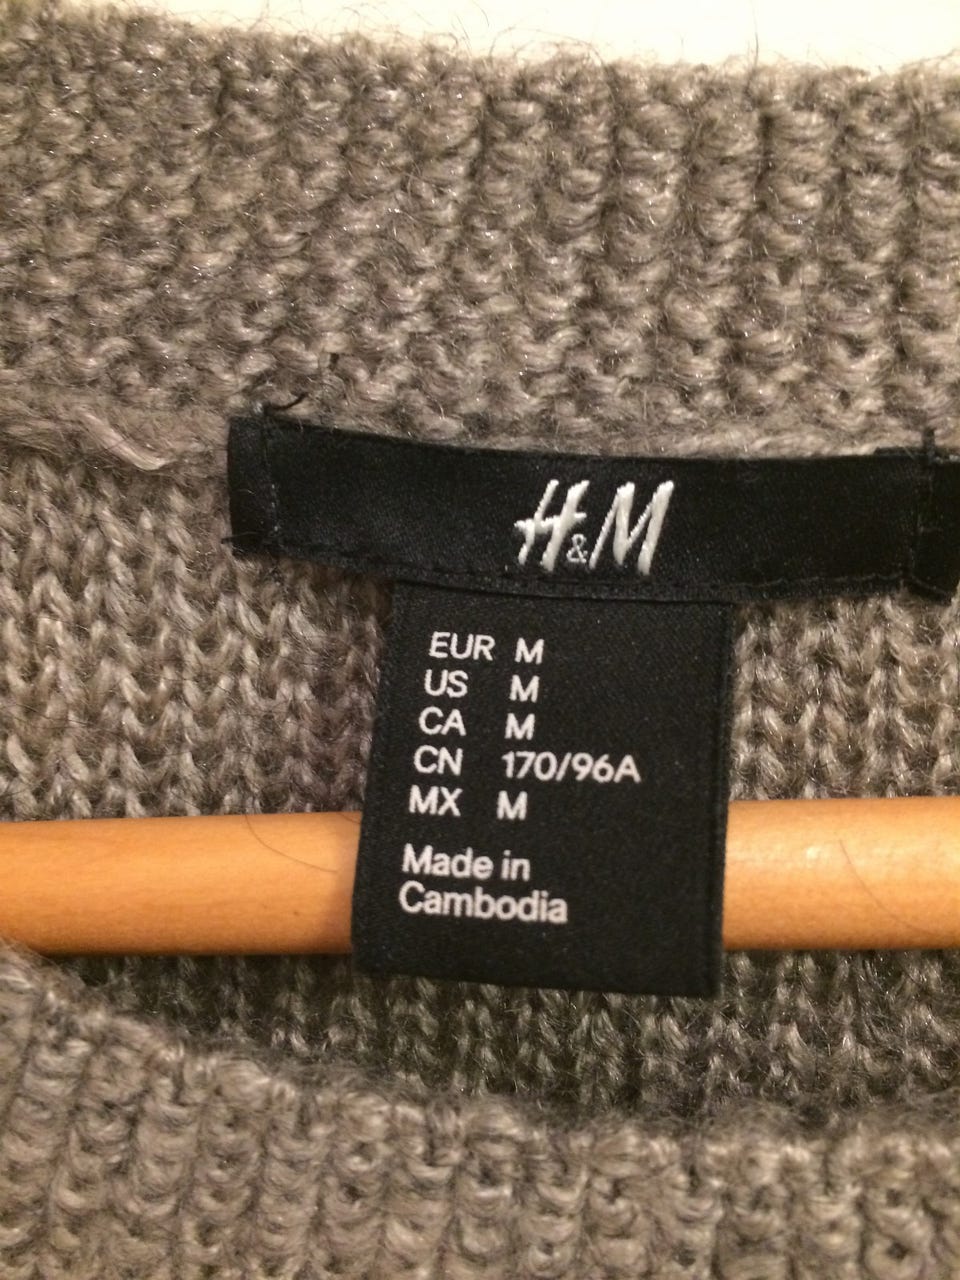 H&M
EUR M
US M
CA M
CN 170/96A
MX M
Made in
Cambodia